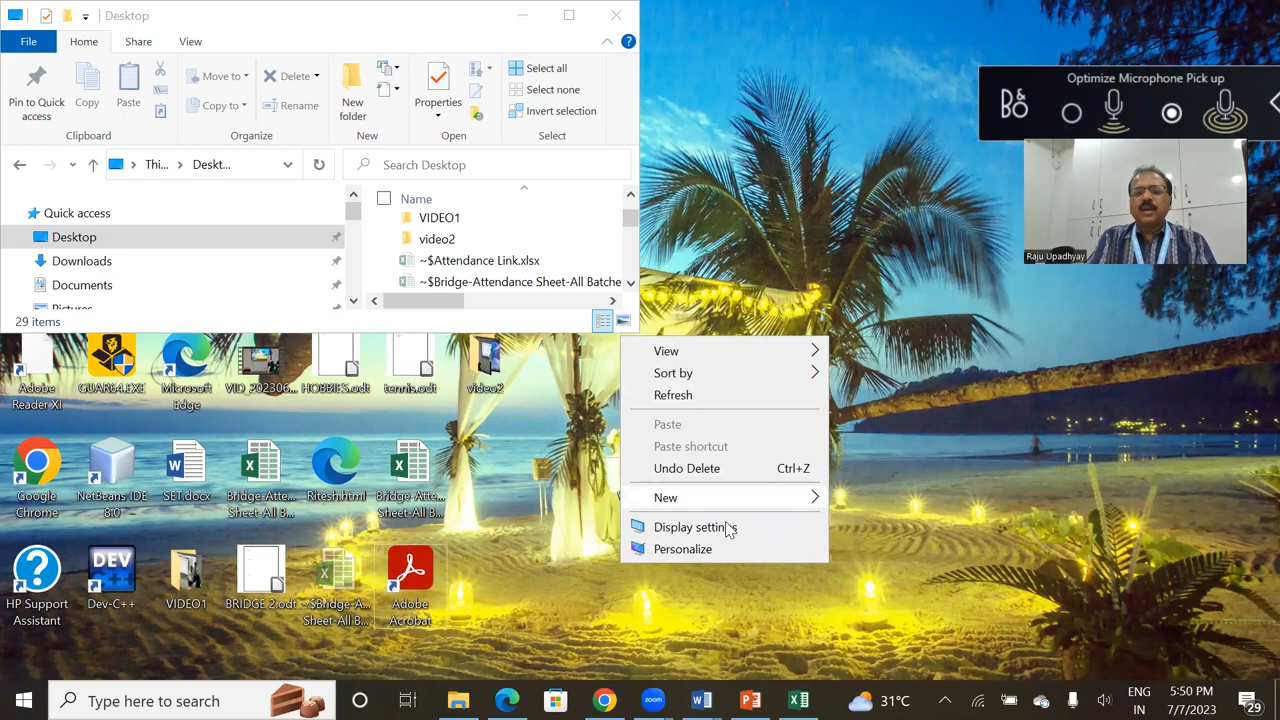 Desktop
File Home Share View
Pin to Quick access
Copy
Paste
Clipboard
Move to
Copy to
Delete
Rename
Organize
New folder
New
Properties
Open
Select all
Select none
Invert selection
Select
Thi... Deskt...
Search Desktop
Quick access
Desktop
Downloads
Documents
Name
VIDEO1
video2
~$Attendance Link.xlsx
~$Bridge-Attendance Sheet-All Batche
29 items
Optimize Microphone Pick up
B&O
Raju Upadhyay
Adobe Reader XI
GUAR64.EXE
Microsoft Edge
VID_202306...
HOBBIES.odt
tennis.odt
video2
Google Chrome
NetBeans IDE 8.0
SET.docx
Bridge-Atte... Sheet-All B...
Ritesh.html
Bridge-Atte... Sheet-All B...
HP Support Assistant
DEV
Dev-C++
VIDEO1
BRIDGE 2.odt
~$Bridge-A... Sheet-All B...
Adobe Acrobat
View
Sort by
Refresh
Paste
Paste shortcut
Undo Delete Ctrl+Z
New
Display settings
Personalize
Type here to search
zoom
31°C
ENG
IN
5:50 PM
7/7/2023
29